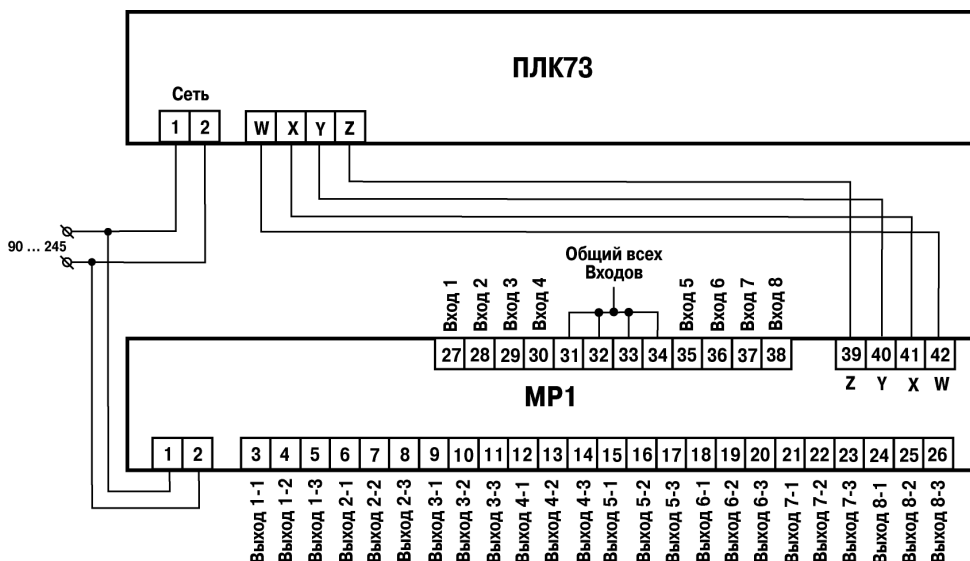 ПЛК73
Сеть
1 2 W X Y Z
90 ... 245
Общий всех
Входов
Вход 1
Вход 2
Вход 3
Вход 4
Вход 5
Вход 6
Вход 7
Вход 8
27 28 29 30 31 32 33 34 35 36 37 38 39 40 41 42
Z Y X W
МР1
1 2 3 4 5 6 7 8 9 10 11 12 13 14 15 16 17 18 19 20 21 22 23 24 25 26
Выход 1-1
Выход 1-2
Выход 1-3
Выход 2-1
Выход 2-2
Выход 2-3
Выход 3-1
Выход 3-2
Выход 3-3
Выход 4-1
Выход 4-2
Выход 4-3
Выход 5-1
Выход 5-2
Выход 5-3
Выход 6-1
Выход 6-2
Выход 6-3
Выход 7-1
Выход 7-2
Выход 7-3
Выход 8-1
Выход 8-2
Выход 8-3